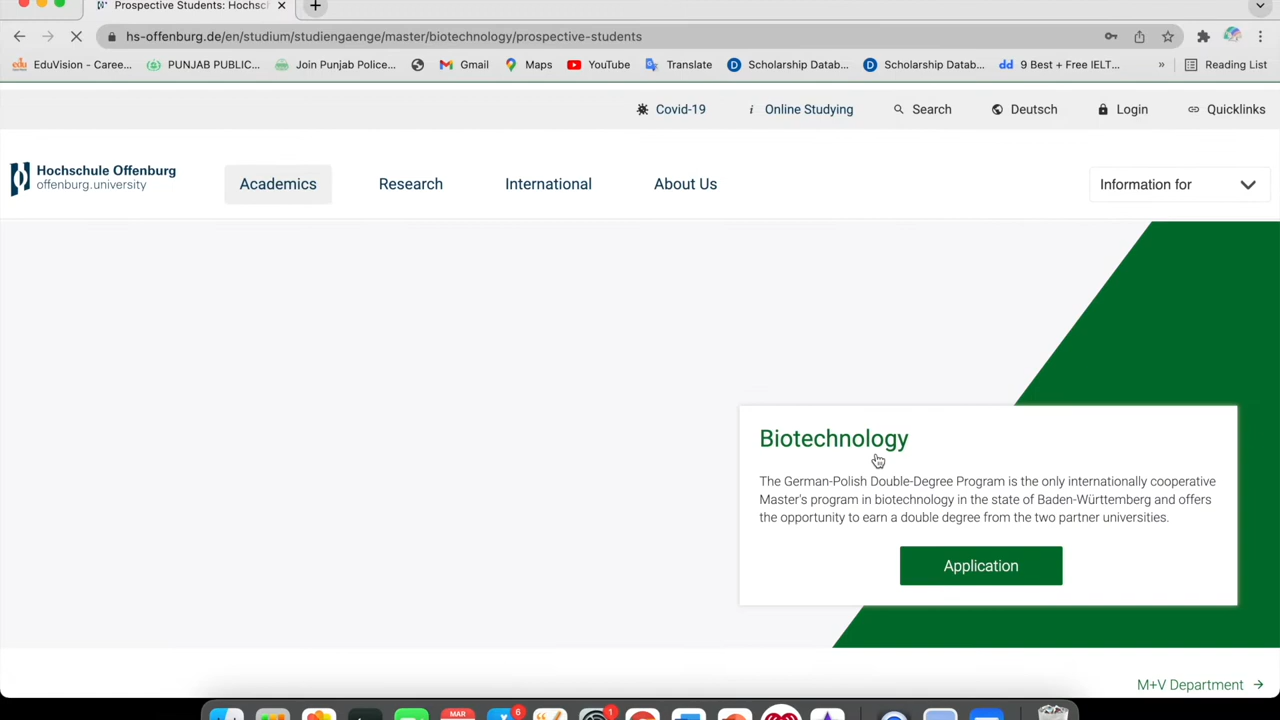 Prospective Students: Hochsc
hs-offenburg.de/en/studium/studiengaenge/master/biotechnology/prospective-students
EduVision - Caree...
PUNJAB PUBLIC...
Join Punjab Police...
Gmail
Maps
YouTube
Translate
Scholarship Datab...
Scholarship Datab...
9 Best + Free IELT...
»
Reading List
Covid-19
Online Studying
Search
Deutsch
Login
Quicklinks
Hochschule Offenburg
offenburg.university
Academics
Research
International
About Us
Information for
Biotechnology
The German-Polish Double-Degree Program is the only internationally cooperative
Master's program in biotechnology in the state of Baden-Württemberg and offers
the opportunity to earn a double degree from the two partner universities.
Application
M+V Department
MAR
6
1